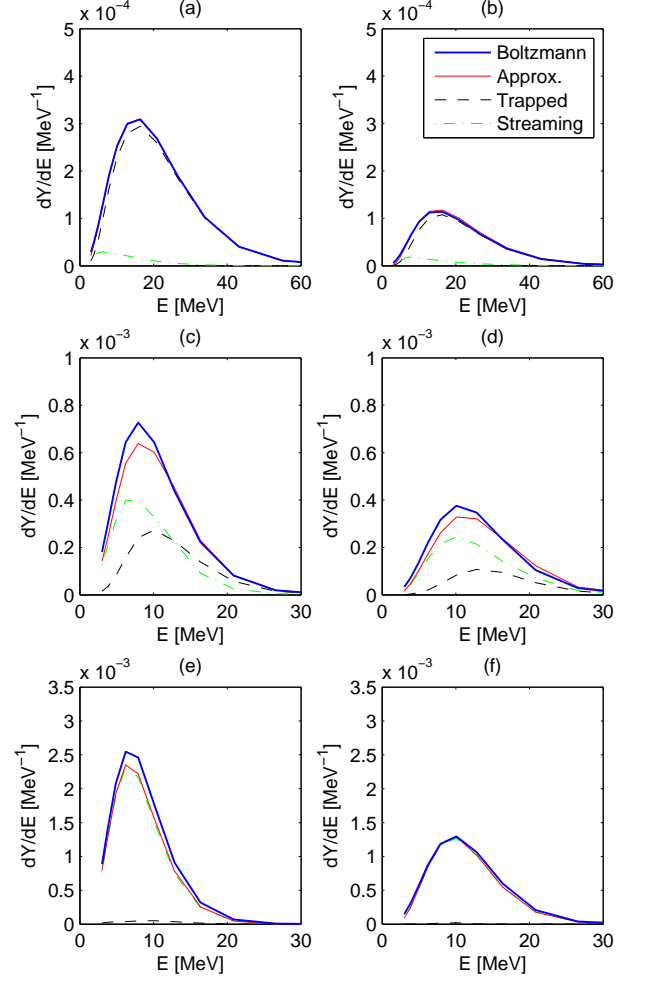 (a)
x 10−4
dY/dE [MeV−1]
5
4
3
2
1
0
0 20 40 60
E [MeV]
(b)
x 10−4
dY/dE [MeV−1]
5
4
3
2
1
0
0 20 40 60
E [MeV]
Boltzmann
Approx.
Trapped
Streaming
(c)
x 10−3
dY/dE [MeV−1]
1
0.8
0.6
0.4
0.2
0
0 10 20 30
E [MeV]
(d)
x 10−3
dY/dE [MeV−1]
1
0.8
0.6
0.4
0.2
0
0 10 20 30
E [MeV]
(e)
x 10−3
dY/dE [MeV−1]
3.5
3
2.5
2
1.5
1
0.5
0
0 10 20 30
E [MeV]
(f)
x 10−3
dY/dE [MeV−1]
3.5
3
2.5
2
1.5
1
0.5
0
0 10 20 30
E [MeV]